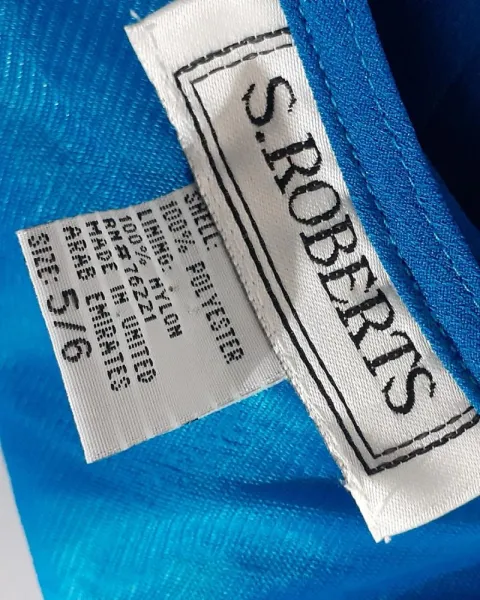 S. ROBERTS
SHELL:
100% POLYESTER
LINING: NYLON
100%
RN# 76221
MADE IN UNITED
ARAB EMIRATES
SIZE: 5/6